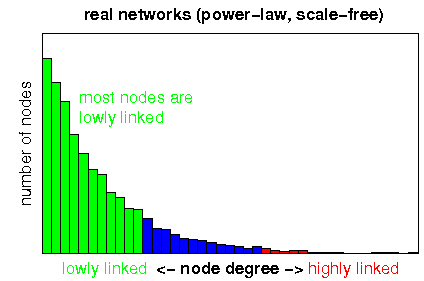 real networks (power-law, scale-free)
number of nodes
most nodes are
lowly linked
lowly linked <- node degree -> highly linked